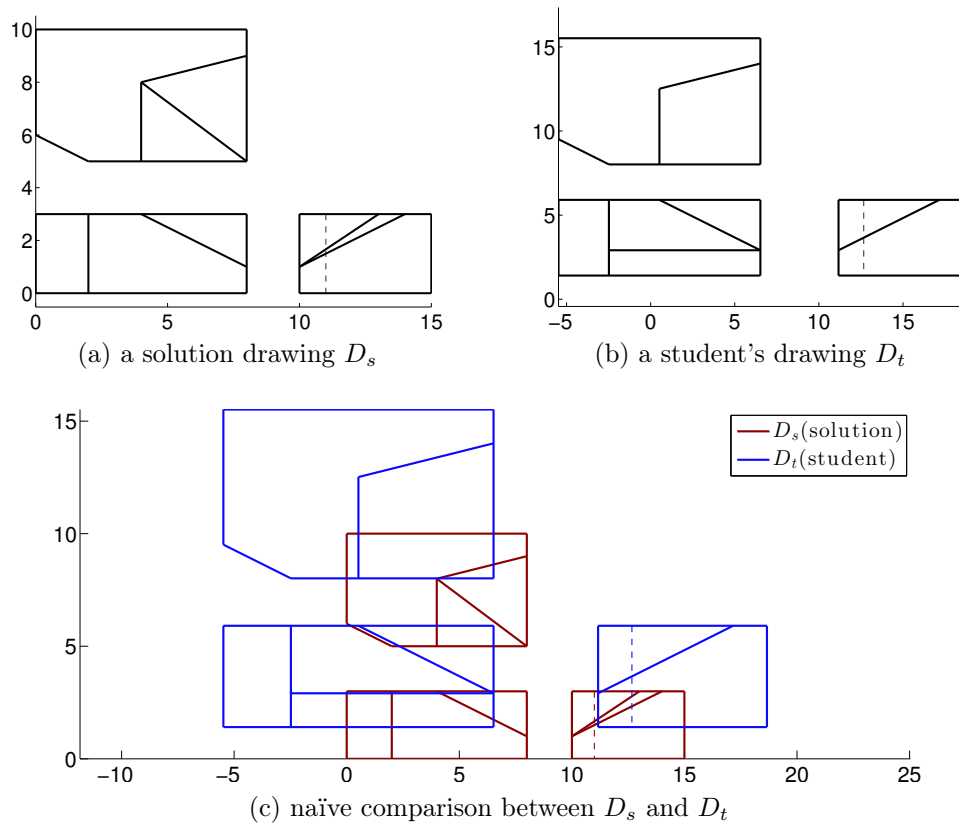 10
8
6
4
2
0
0 5 10 15
(a) a solution drawing D_s
15
10
5
0
−5 0 5 10 15
(b) a student's drawing D_t
15
10
5
0
−10 −5 0 5 10 15 20 25
D_s(solution)
D_t(student)
(c) naïve comparison between D_s and D_t